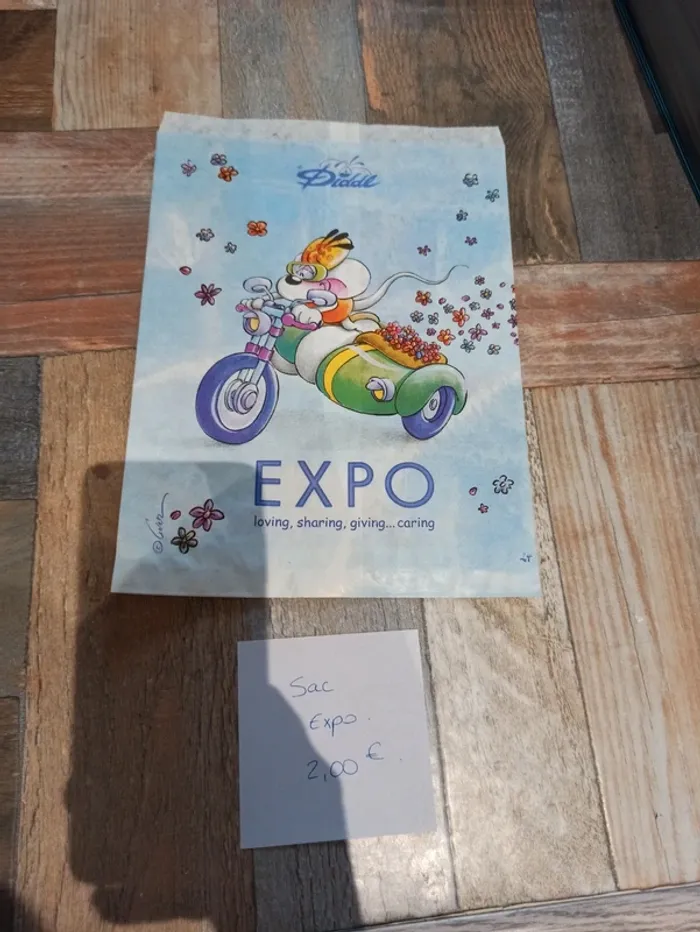 Diddl
EXPO
loving, sharing, giving... caring
Sac
Expo.
2,00 €.